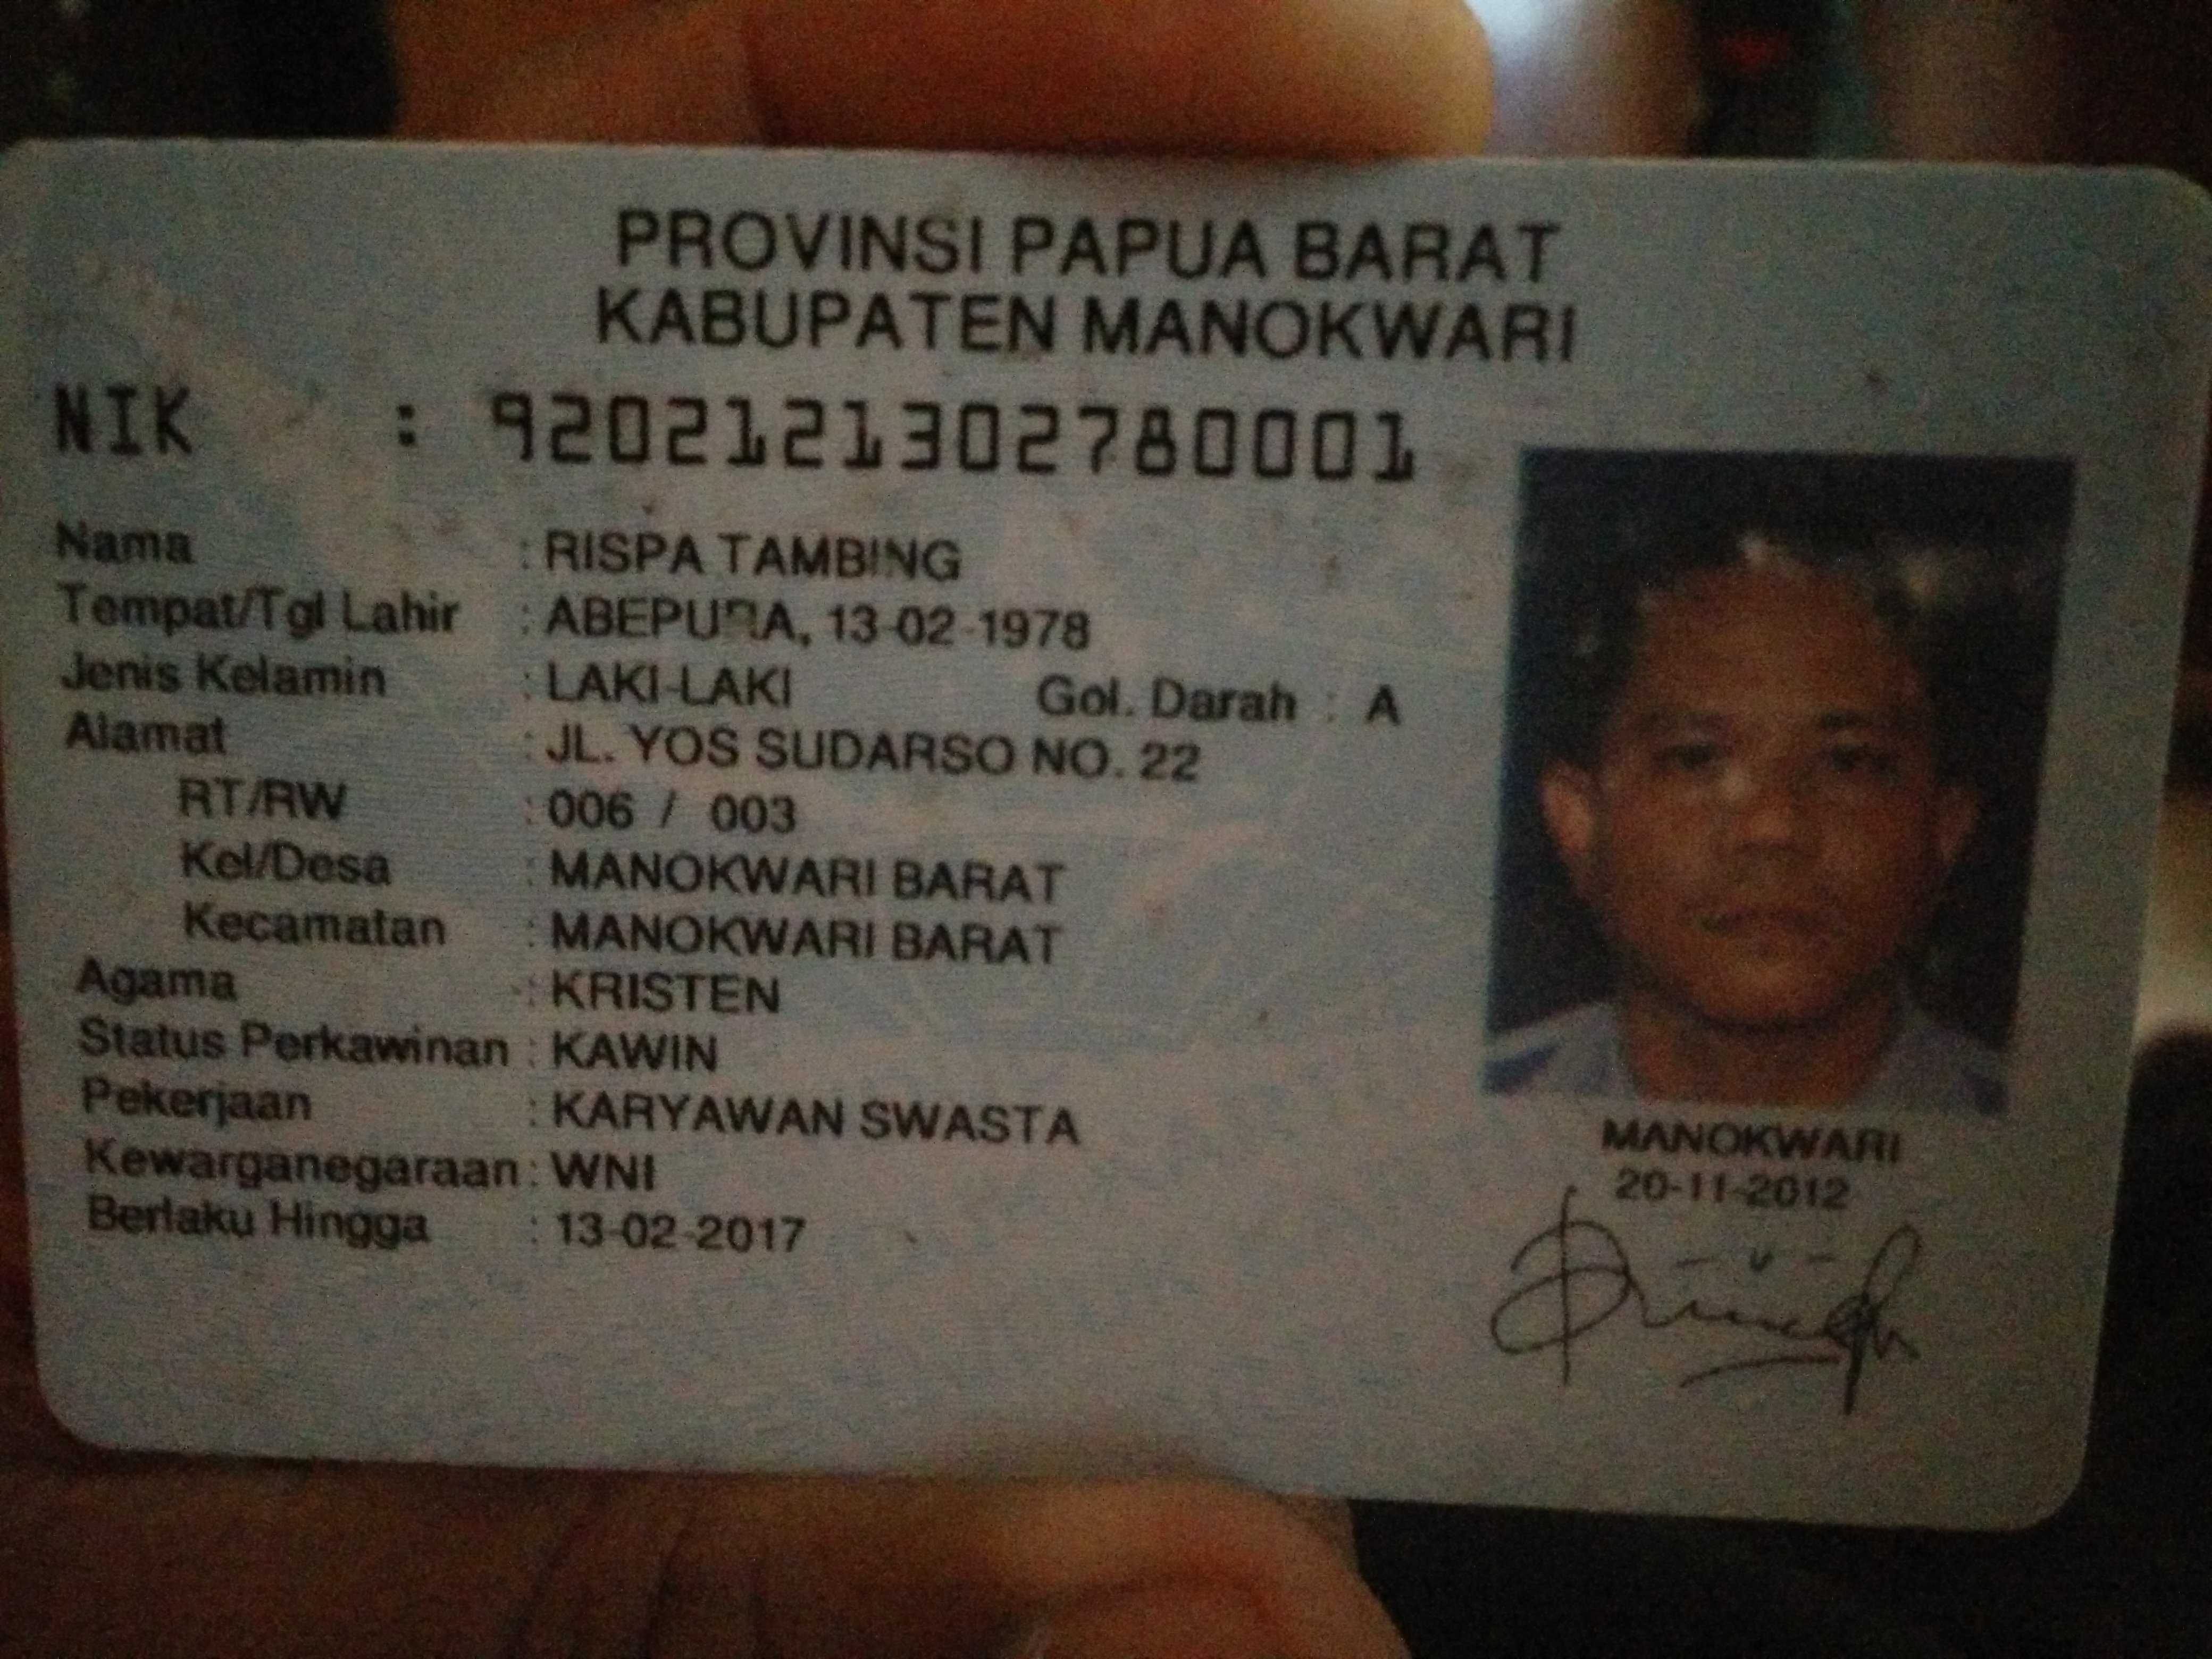 PROVINSI PAPUA BARAT
KABUPATEN MANOKWARI
NIK : 9202121302780001
Nama : RISPA TAMBING
Tempat/Tgl Lahir : ABEPURA, 13-02-1978
Jenis Kelamin : LAKI-LAKI Gol. Darah : A
Alamat : JL. YOS SUDARSO NO. 22
RT/RW : 006 / 003
Kel/Desa : MANOKWARI BARAT
Kecamatan : MANOKWARI BARAT
Agama : KRISTEN
Status Perkawinan : KAWIN
Pekerjaan : KARYAWAN SWASTA
Kewarganegaraan : WNI
Berlaku Hingga : 13-02-2017
MANOKWARI
20-11-2012